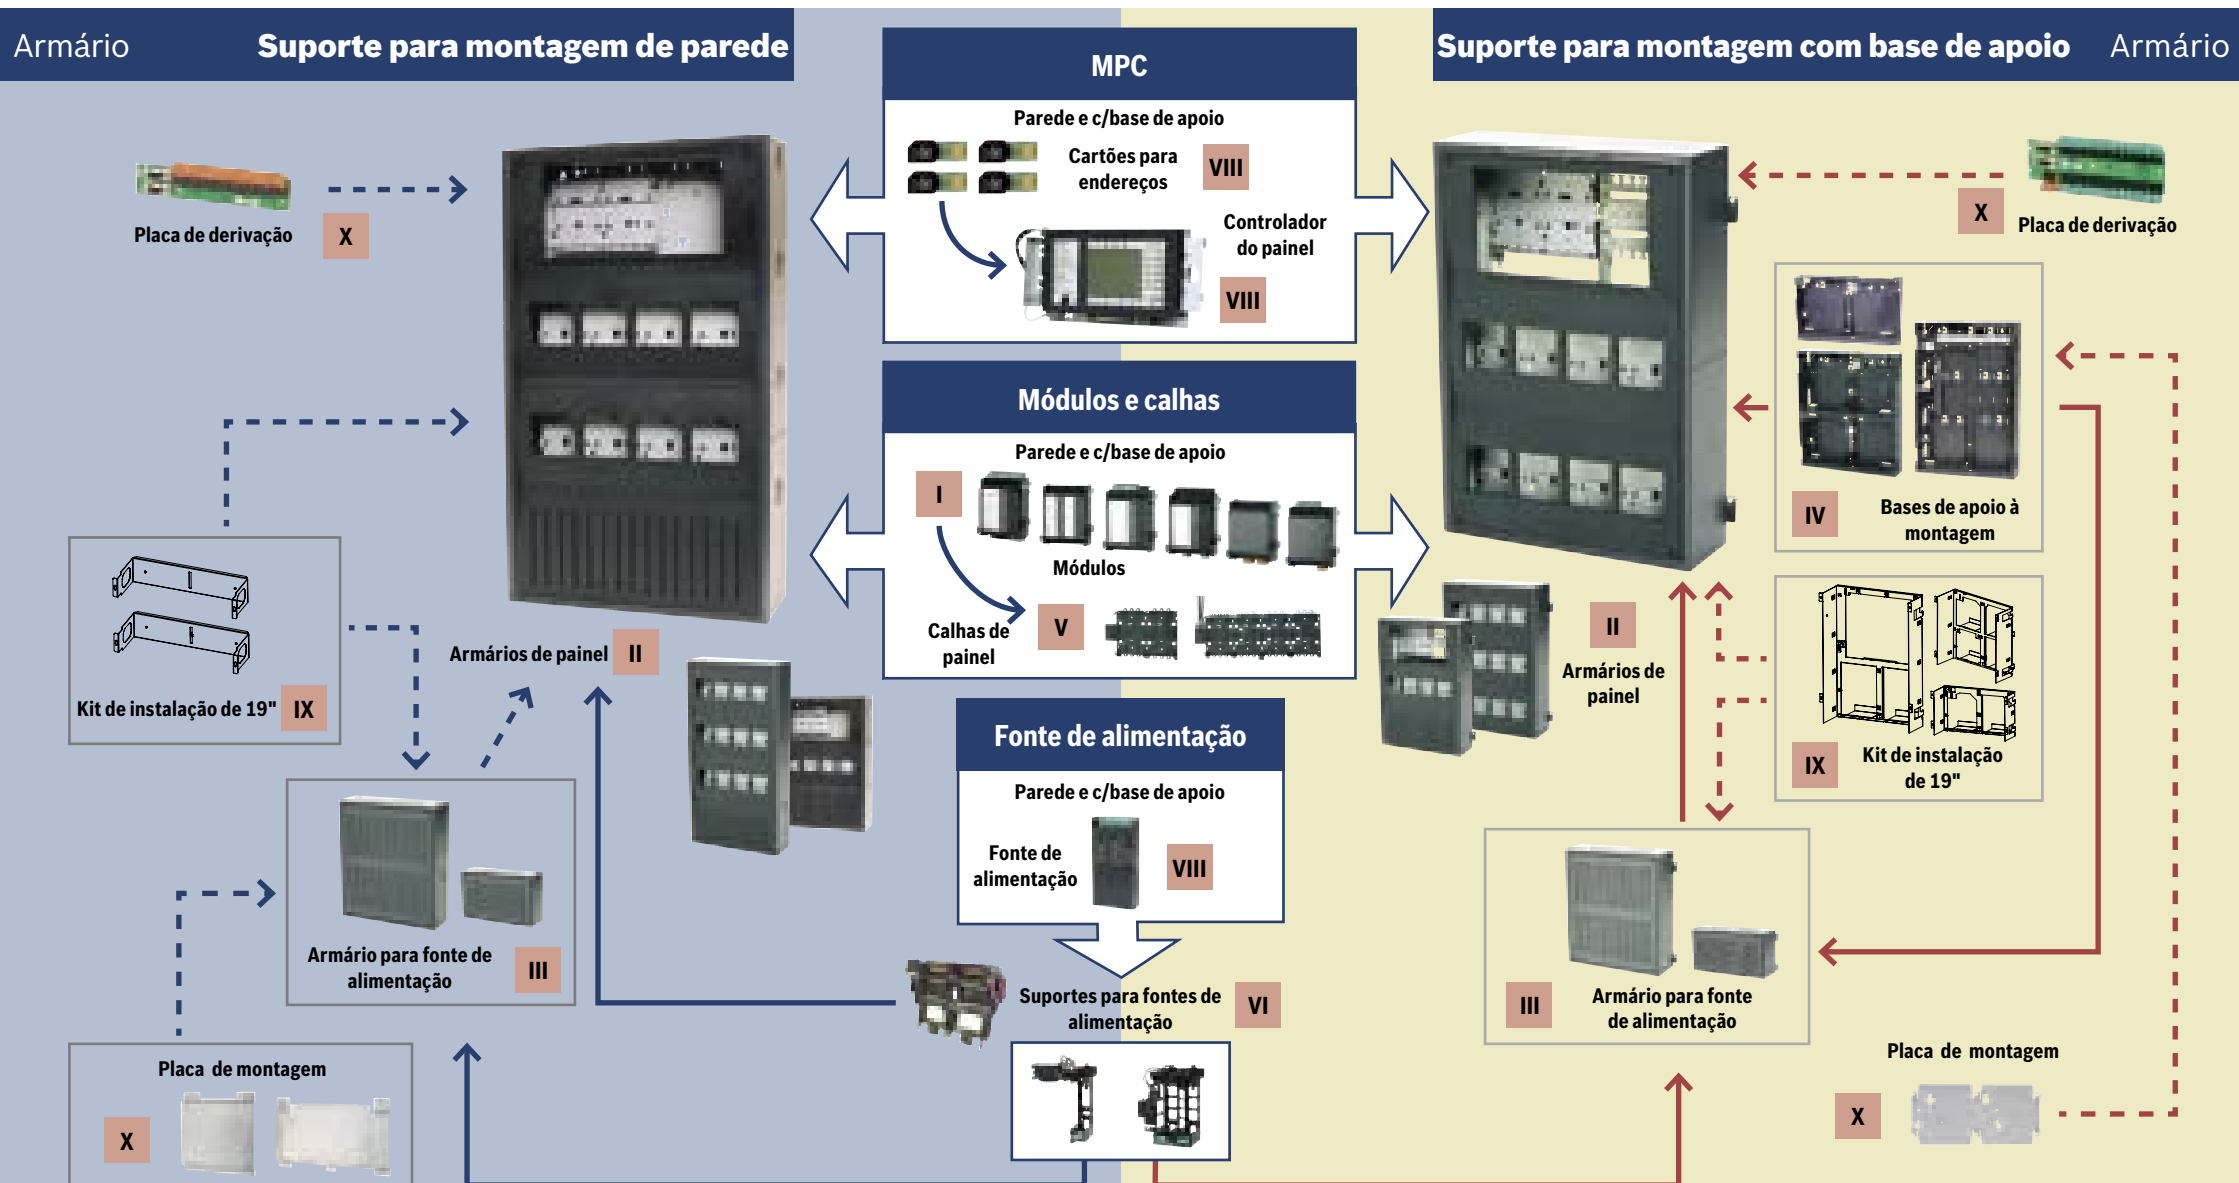 Armário
Suporte para montagem de parede
MPC
Suporte para montagem com base de apoio
Armário
Parede e c/base de apoio
Cartões para
endereços
VIII
Controlador
do painel
VIII
Placa de derivação
X
X
Placa de derivação
Módulos e calhas
Parede e c/base de apoio
I
Módulos
V
Calhas de
painel
IV
Bases de apoio à
montagem
Kit de instalação de 19"
IX
Armários de painel
II
II
Armários de
painel
IX
Kit de instalação
de 19"
Fonte de alimentação
Parede e c/base de apoio
Fonte de
alimentação
VIII
Armário para fonte de
alimentação
III
Suportes para fontes de
alimentação
VI
III
Armário para fonte
de alimentação
Placa de montagem
X
Placa de montagem
X